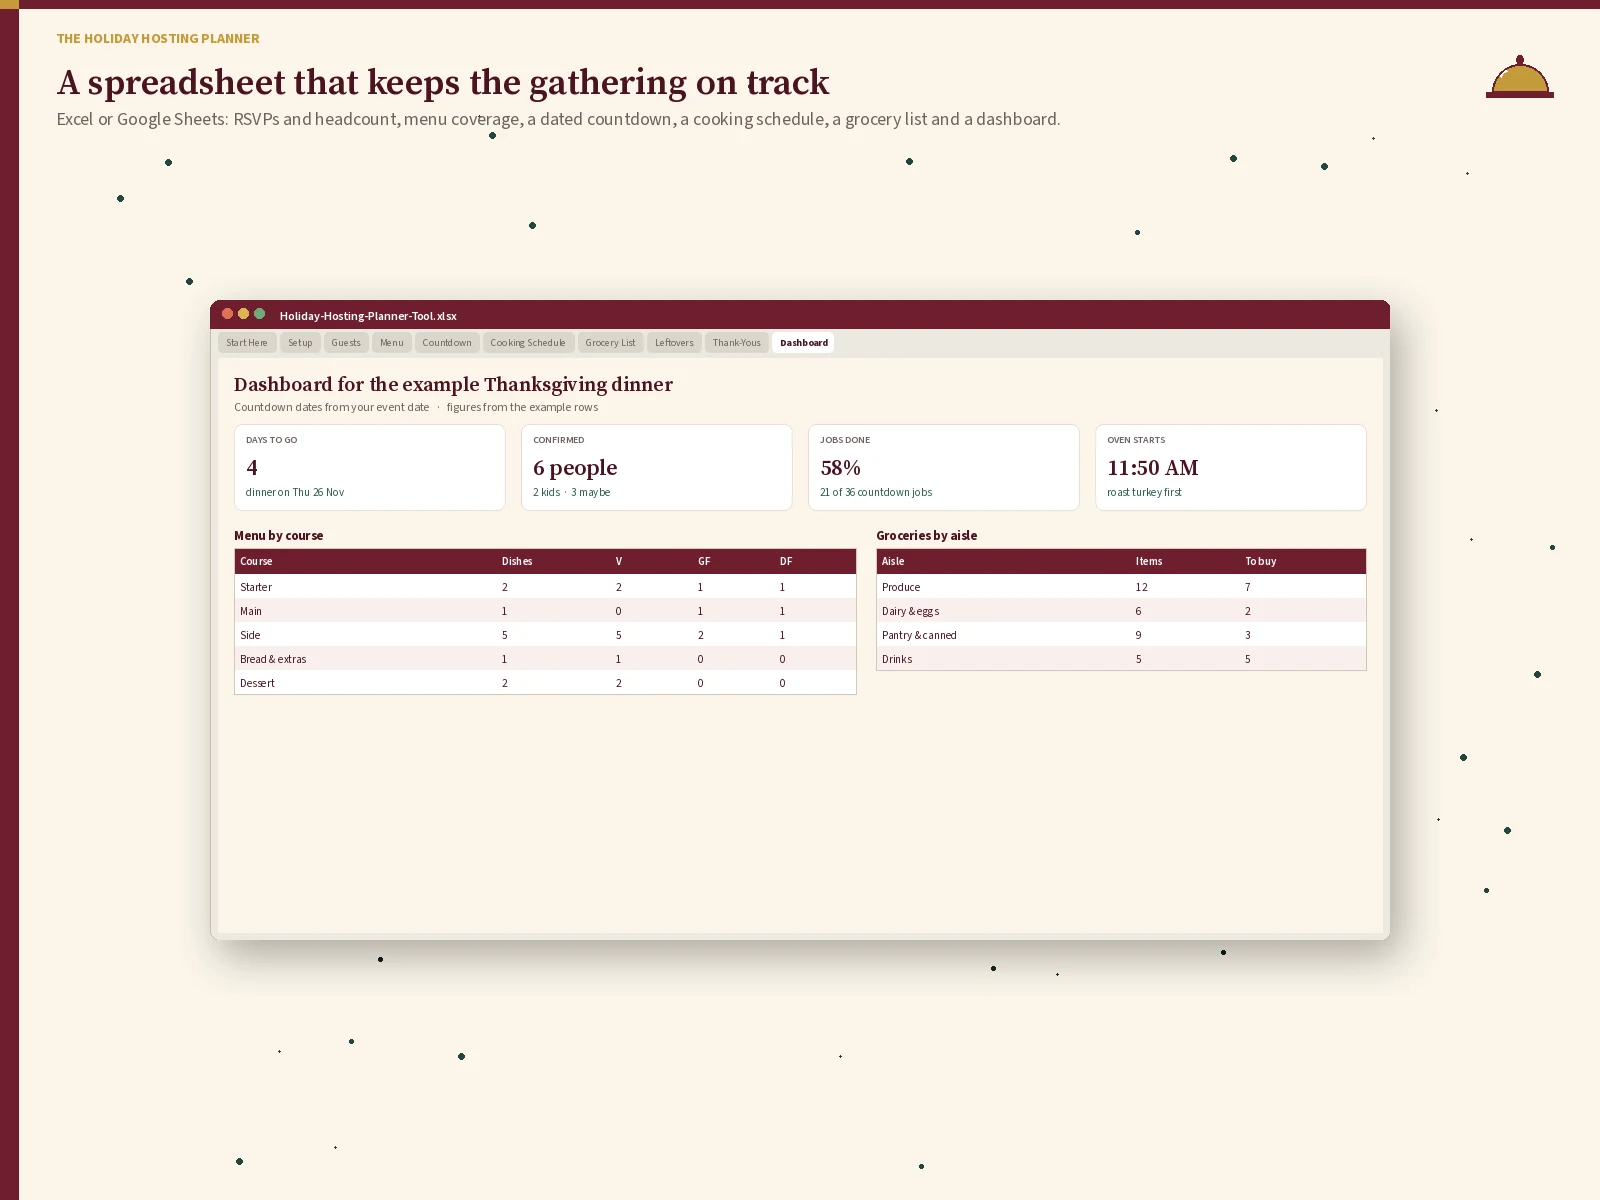 THE HOLIDAY HOSTING PLANNER
A spreadsheet that keeps the gathering on track
Excel or Google Sheets: RSVPs and headcount, menu coverage, a dated countdown, a cooking schedule, a grocery list and a dashboard.
Holiday-Hosting-Planner-Tool.xlsx
Start Here Setup Guests Menu Countdown Cooking Schedule Grocery List Leftovers Thank-Yous Dashboard
Dashboard for the example Thanksgiving dinner
Countdown dates from your event date · figures from the example rows
DAYS TO GO
4
dinner on Thu 26 Nov
CONFIRMED
6 people
2 kids · 3 maybe
JOBS DONE
58%
21 of 36 countdown jobs
OVEN STARTS
11:50 AM
roast turkey first
Menu by course
Course Dishes V GF DF
Starter 2 2 1 1
Main 1 0 1 1
Side 5 5 2 1
Bread & extras 1 1 0 0
Dessert 2 2 0 0
Groceries by aisle
Aisle Items To buy
Produce 12 7
Dairy & eggs 6 2
Pantry & canned 9 3
Drinks 5 5